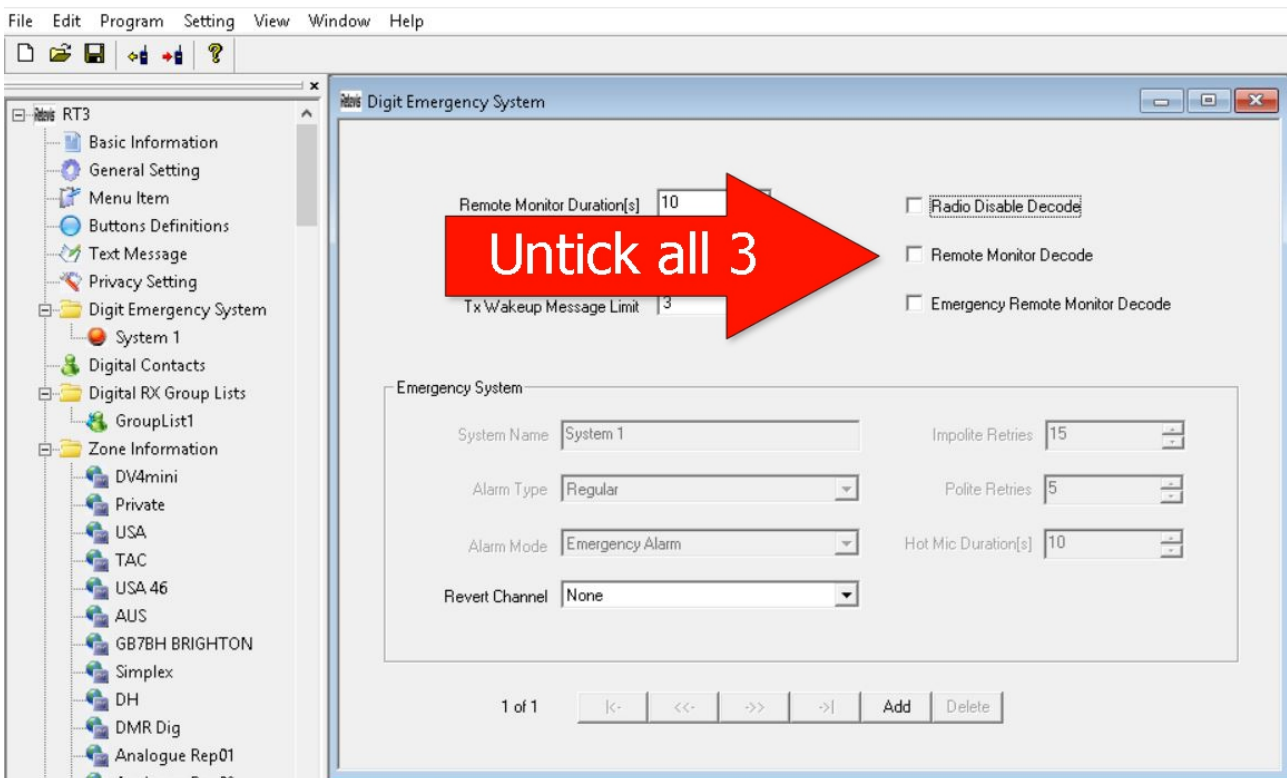 File Edit Program Setting View Window Help
Digit Emergency System
RT3
Basic Information
General Setting
Menu Item
Buttons Definitions
Text Message
Privacy Setting
Digit Emergency System
System 1
Digital Contacts
Digital RX Group Lists
GroupList1
Zone Information
DV4mini
Private
USA
TAC
USA 46
AUS
GB7BH BRIGHTON
Simplex
DH
DMR Dig
Analogue Rep01
Remote Monitor Duration[s] 10
Untick all 3
Tx Wakeup Message Limit 3
Radio Disable Decode
Remote Monitor Decode
Emergency Remote Monitor Decode
Emergency System
System Name System 1
Impolite Retries 15
Alarm Type Regular
Polite Retries 5
Alarm Mode Emergency Alarm
Hot Mic Duration[s] 10
Revert Channel None
1 of 1 |<- <<- ->> ->| Add Delete